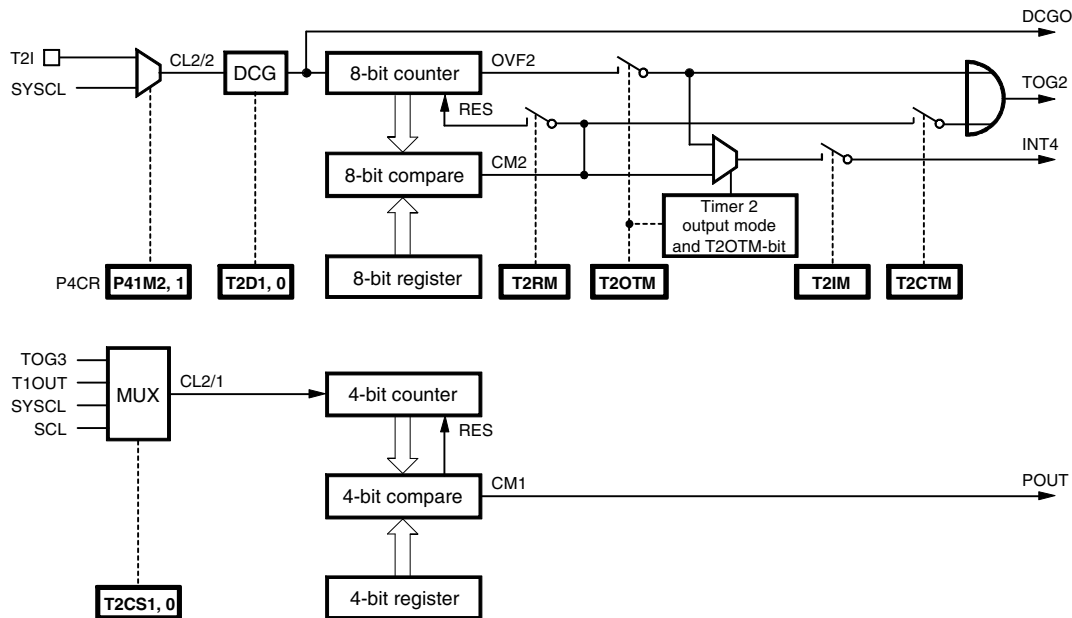 DCGO
T2I
CL2/2
DCG
8-bit counter
OVF2
SYSCL
TOG2
RES
INT4
8-bit compare
CM2
Timer 2
output mode
and T2OTM-bit
P4CR
P41M2, 1
T2D1, 0
8-bit register
T2RM
T2OTM
T2IM
T2CTM
TOG3
T1OUT
SYSCL
SCL
MUX
CL2/1
4-bit counter
RES
4-bit compare
CM1
POUT
T2CS1, 0
4-bit register